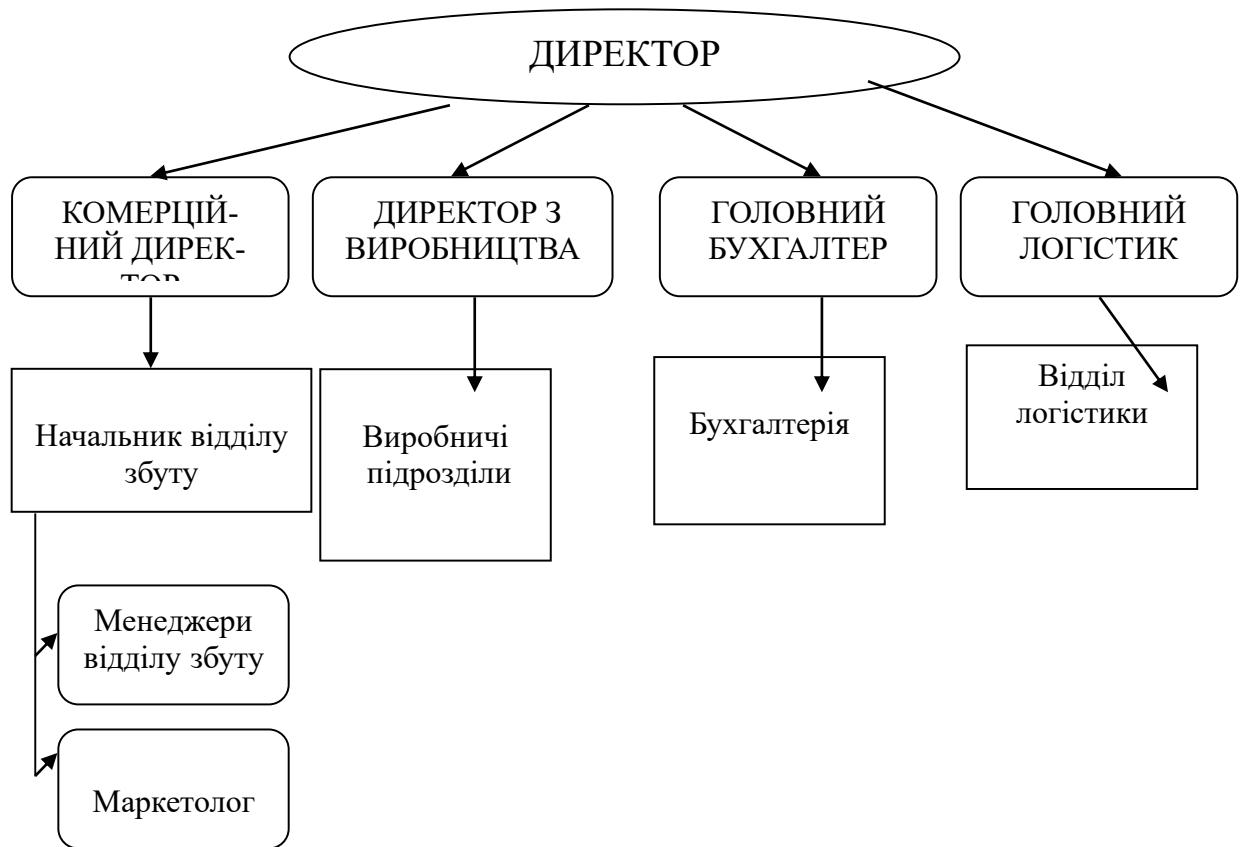 ДИРЕКТОР
КОМЕРЦІЙ-
НИЙ ДИРЕК-
ТОР
ДИРЕКТОР З
ВИРОБНИЦТВА
ГОЛОВНИЙ
БУХГАЛТЕР
ГОЛОВНИЙ
ЛОГІСТИК
Начальник відділу
збуту
Виробничі
підрозділи
Бухгалтерія
Відділ
логістики
Менеджери
відділу збуту
Маркетолог